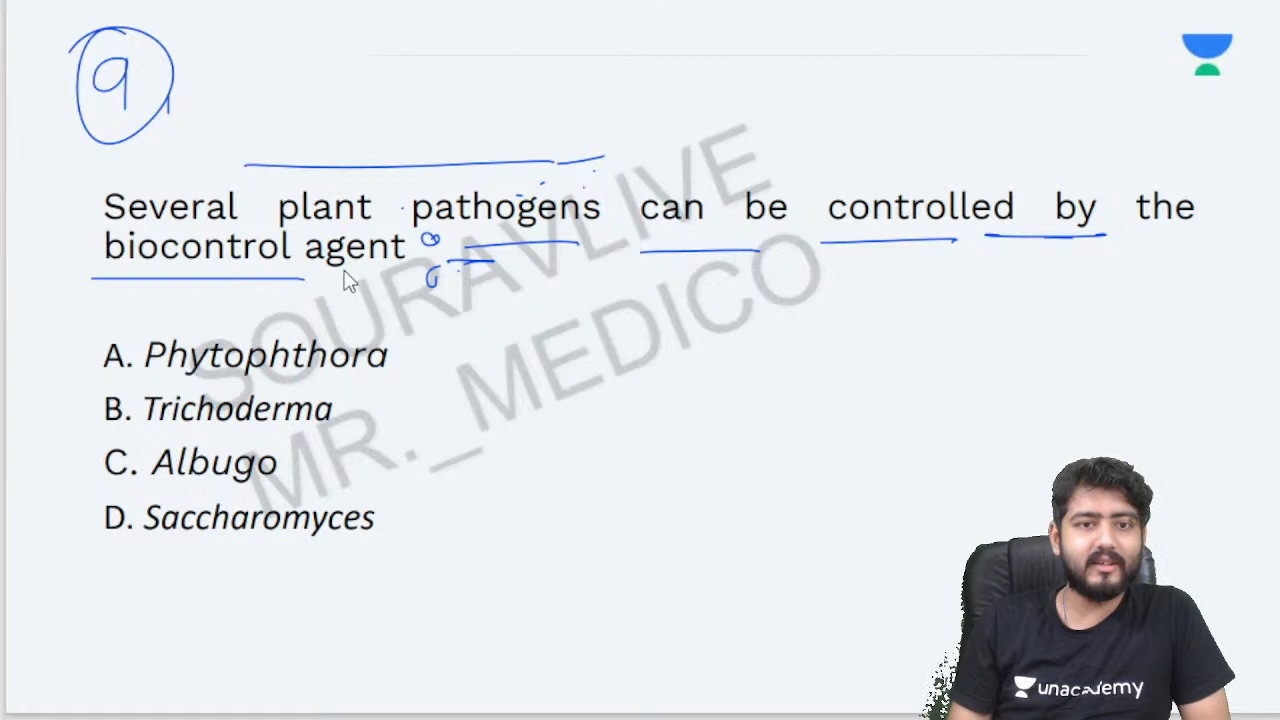 9
Several plant pathogens can be controlled by the
biocontrol agent
A. Phytophthora
B. Trichoderma
C. Albugo
D. Saccharomyces
SOURAVLIVE
MR._MEDICO
unacademy